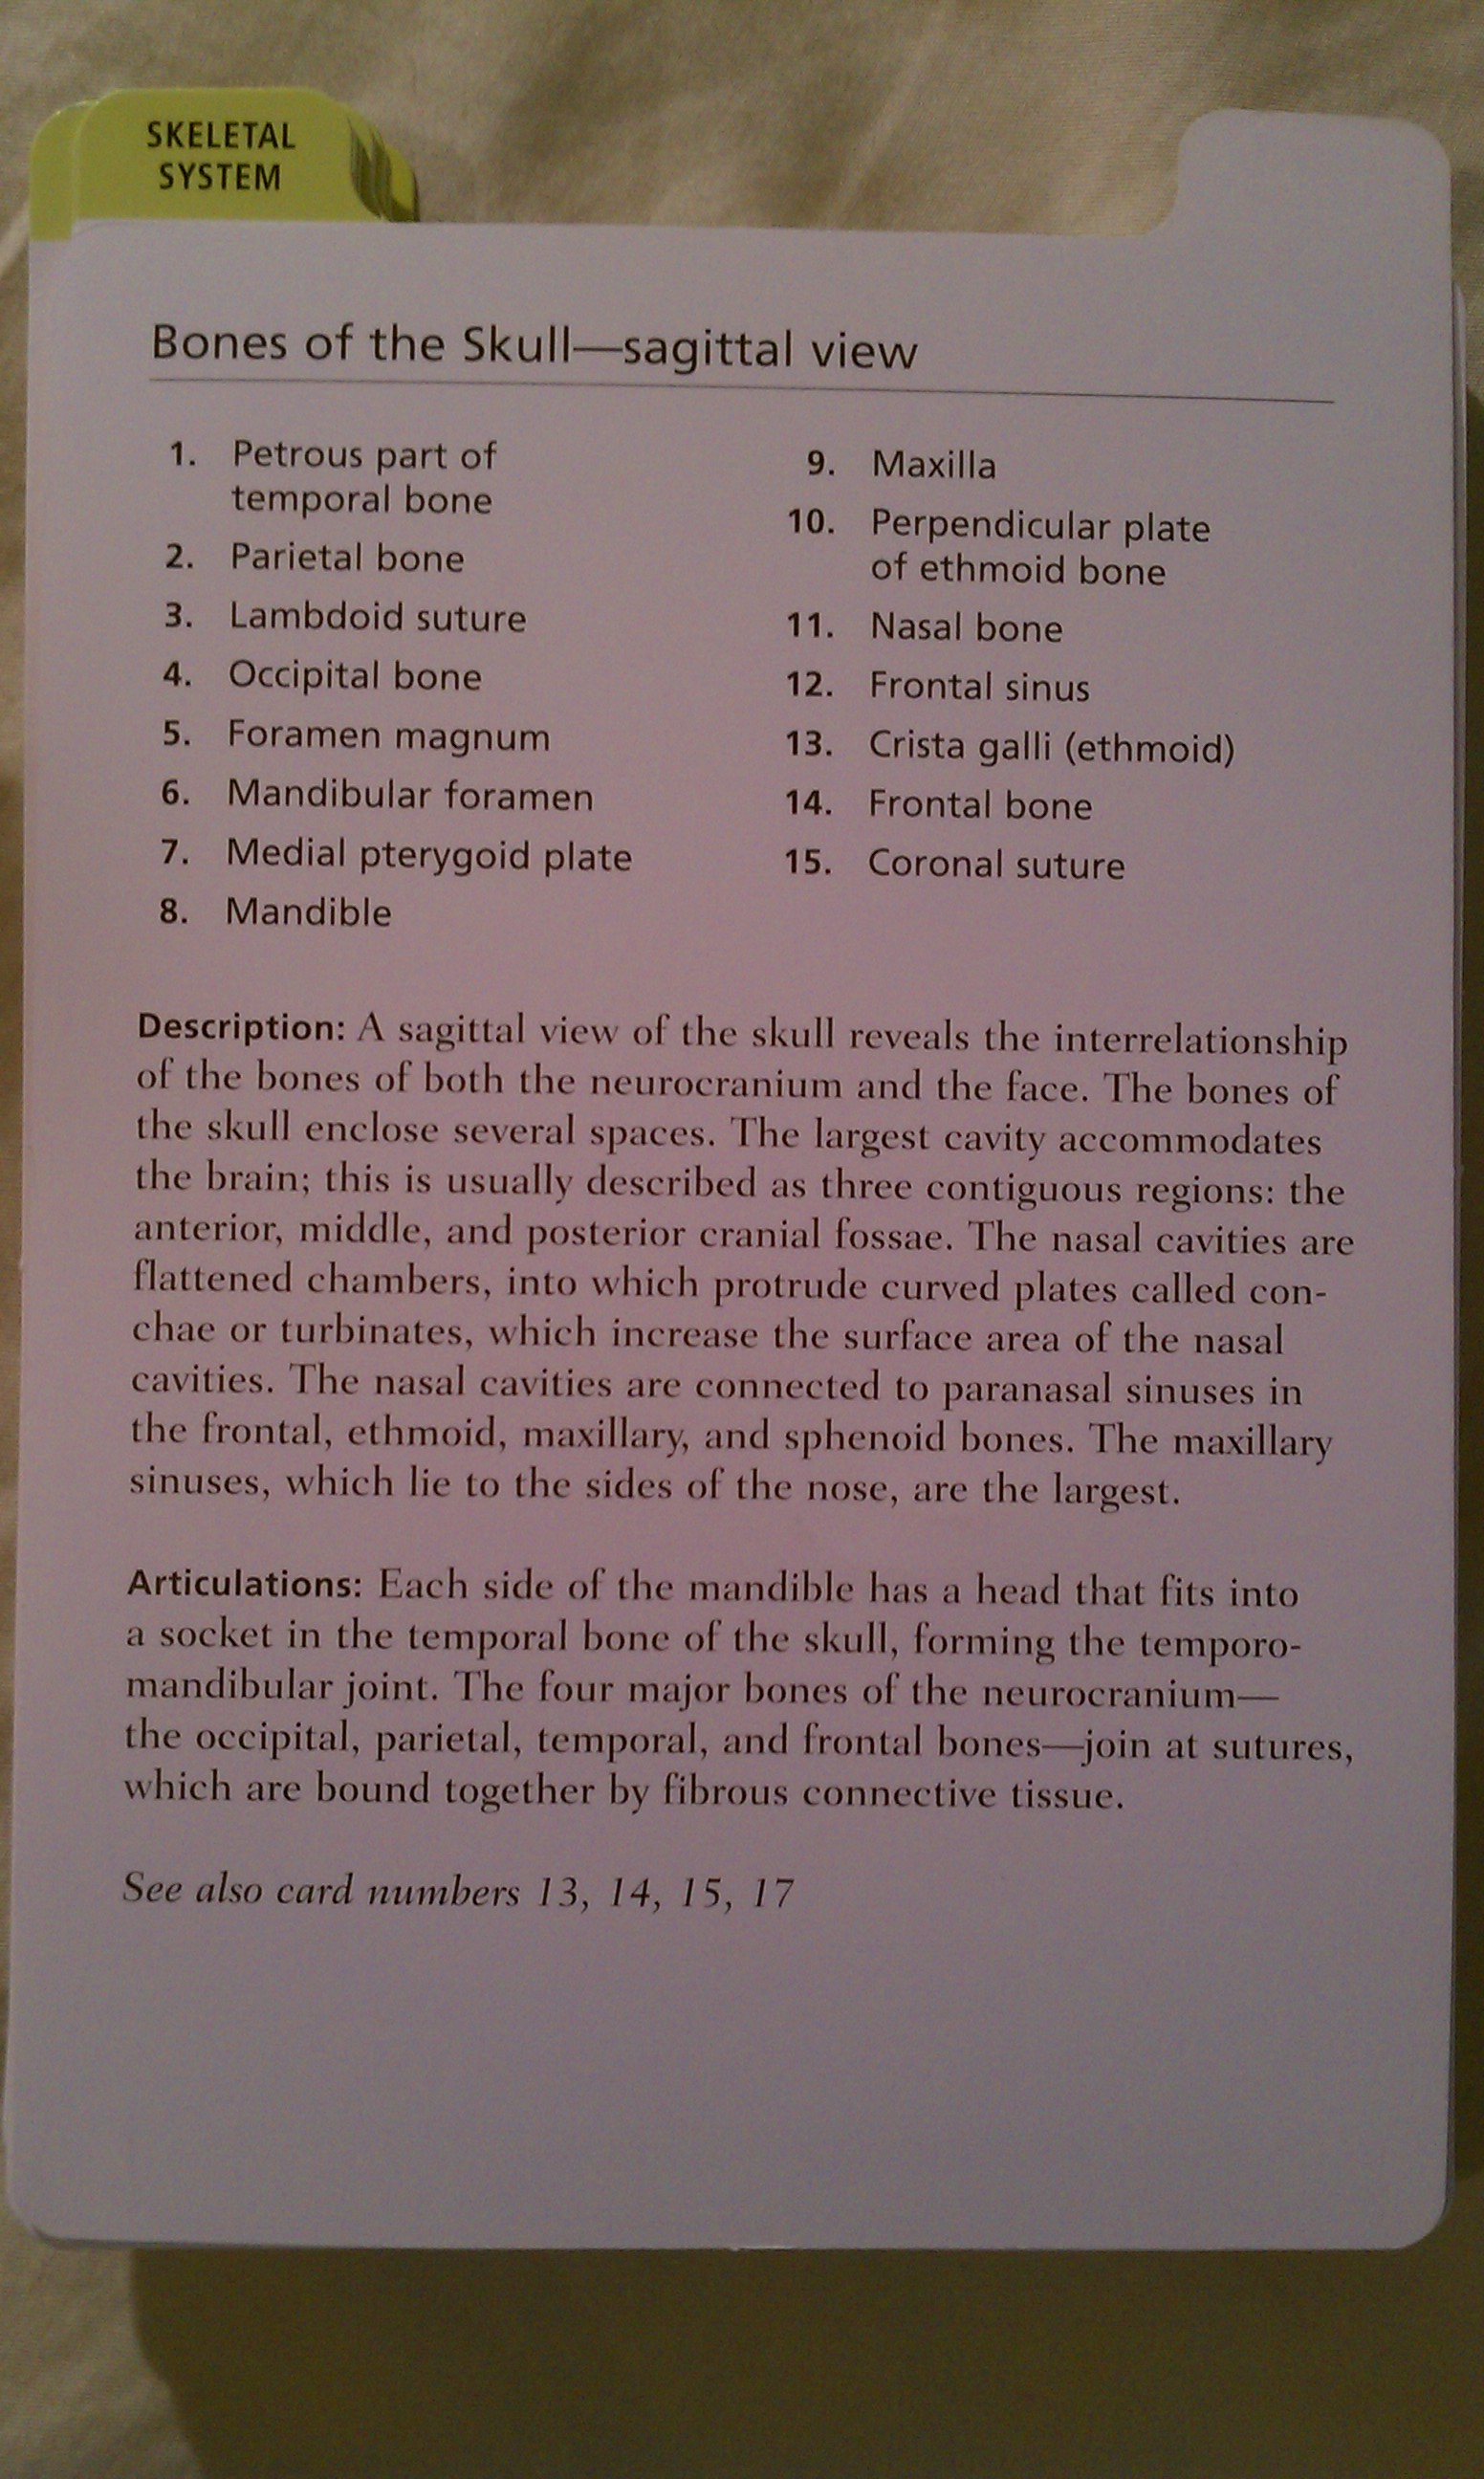 SKELETAL
SYSTEM
Bones of the Skull—sagittal view
1. Petrous part of
temporal bone
2. Parietal bone
3. Lambdoid suture
4. Occipital bone
5. Foramen magnum
6. Mandibular foramen
7. Medial pterygoid plate
8. Mandible
9. Maxilla
10. Perpendicular plate
of ethmoid bone
11. Nasal bone
12. Frontal sinus
13. Crista galli (ethmoid)
14. Frontal bone
15. Coronal suture
Description: A sagittal view of the skull reveals the interrelationship
of the bones of both the neurocranium and the face. The bones of
the skull enclose several spaces. The largest cavity accommodates
the brain; this is usually described as three contiguous regions: the
anterior, middle, and posterior cranial fossae. The nasal cavities are
flattened chambers, into which protrude curved plates called con-
chae or turbinates, which increase the surface area of the nasal
cavities. The nasal cavities are connected to paranasal sinuses in
the frontal, ethmoid, maxillary, and sphenoid bones. The maxillary
sinuses, which lie to the sides of the nose, are the largest.
Articulations: Each side of the mandible has a head that fits into
a socket in the temporal bone of the skull, forming the temporo-
mandibular joint. The four major bones of the neurocranium—
the occipital, parietal, temporal, and frontal bones—join at sutures,
which are bound together by fibrous connective tissue.
See also card numbers 13, 14, 15, 17